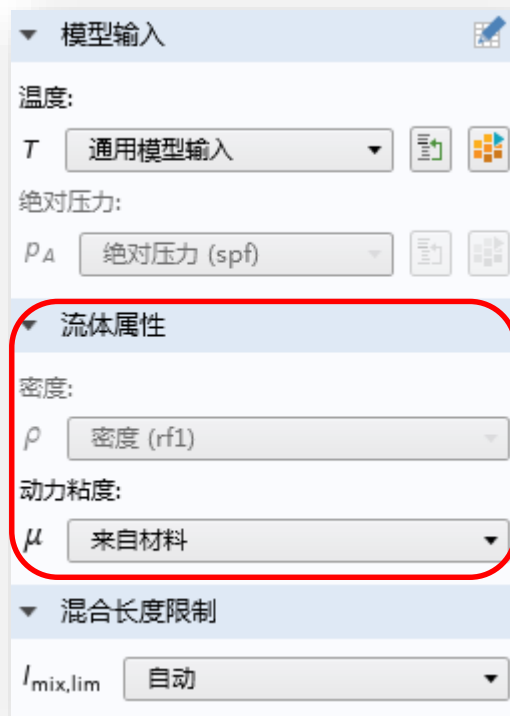 模型输入
温度:
T 通用模型输入
绝对压力:
pA 绝对压力 (spf)
流体属性
密度:
ρ 密度 (rf1)
动力粘度:
μ 来自材料
混合长度限制
lmix,lim 自动